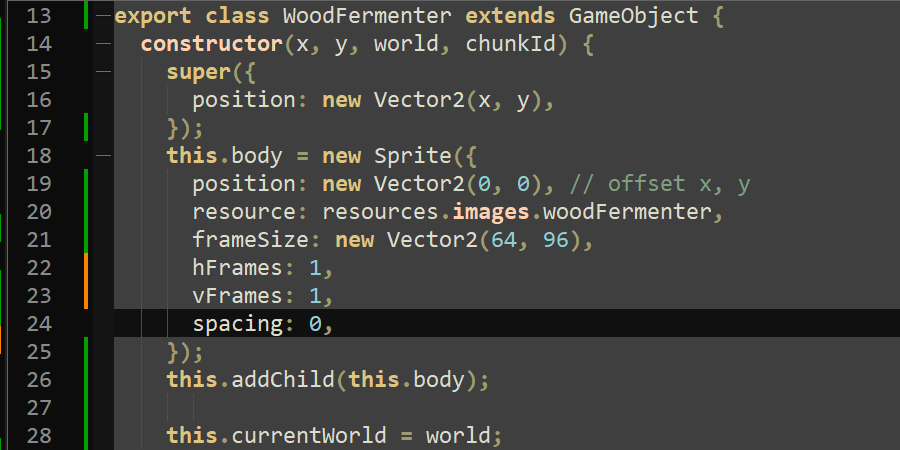 13 export class WoodFermenter extends GameObject {
14 constructor(x, y, world, chunkId) {
15 super({
16 position: new Vector2(x, y),
17 });
18 this.body = new Sprite({
19 position: new Vector2(0, 0), // offset x, y
20 resource: resources.images.woodFermenter,
21 frameSize: new Vector2(64, 96),
22 hFrames: 1,
23 vFrames: 1,
24 spacing: 0,
25 });
26 this.addChild(this.body);
27
28 this.currentWorld = world;